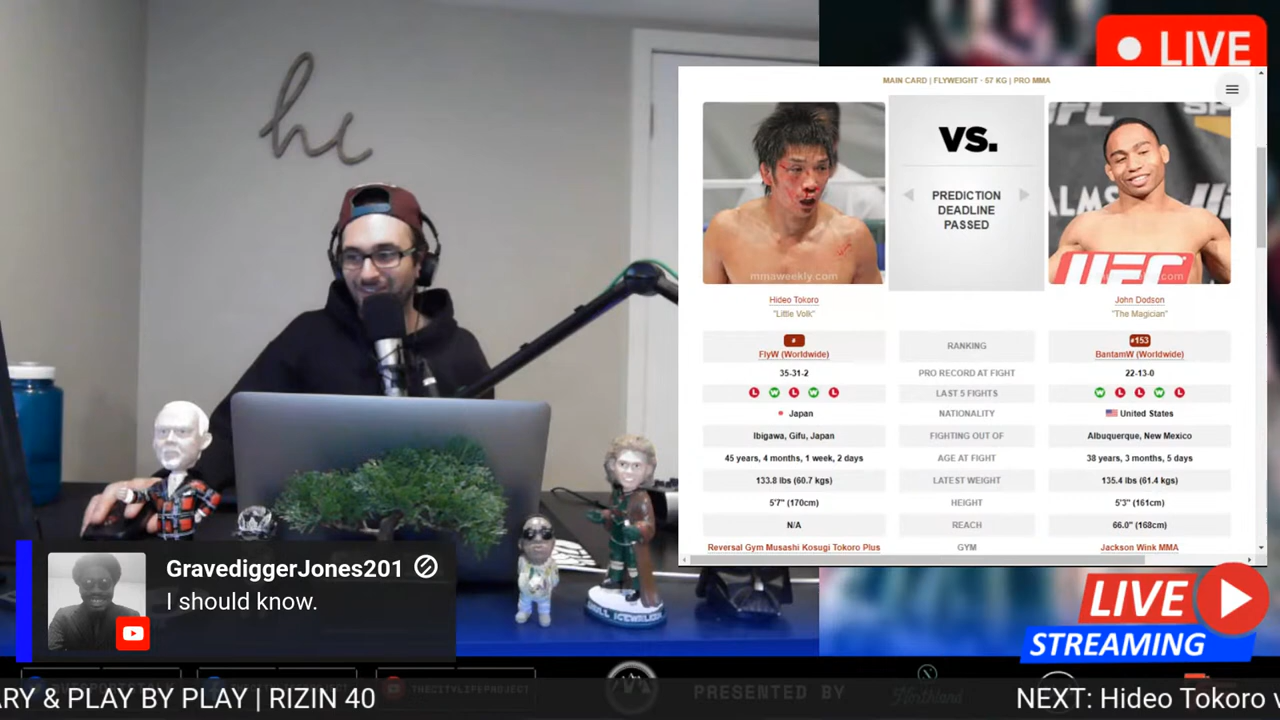 hi
LIVE
MAIN CARD | FLYWEIGHT · 57 KG | PRO MMA
VS.
PREDICTION
DEADLINE
PASSED
mmaweekly.com
UFC
Hideo Tokoro
"Little Volk"
John Dodson
"The Magician"
#
FlyW (Worldwide)
RANKING
#153
BantamW (Worldwide)
35-31-2
PRO RECORD AT FIGHT
22-13-0
L W L W L
LAST 5 FIGHTS
W L L W L
Japan
NATIONALITY
United States
Ibigawa, Gifu, Japan
FIGHTING OUT OF
Albuquerque, New Mexico
45 years, 4 months, 1 week, 2 days
AGE AT FIGHT
38 years, 3 months, 5 days
133.8 lbs (60.7 kgs)
LATEST WEIGHT
135.4 lbs (61.4 kgs)
5'7" (170cm)
HEIGHT
5'3" (161cm)
N/A
REACH
66.0" (168cm)
Reversal Gym Musashi Kosugi Tokoro Plus
GYM
Jackson Wink MMA
GravediggerJones201
I should know.
LIVE
STREAMING
THECITYLIFEPROJECT
PRESENTED BY
Northland
ARY & PLAY BY PLAY | RIZIN 40
NEXT: Hideo Tokoro v